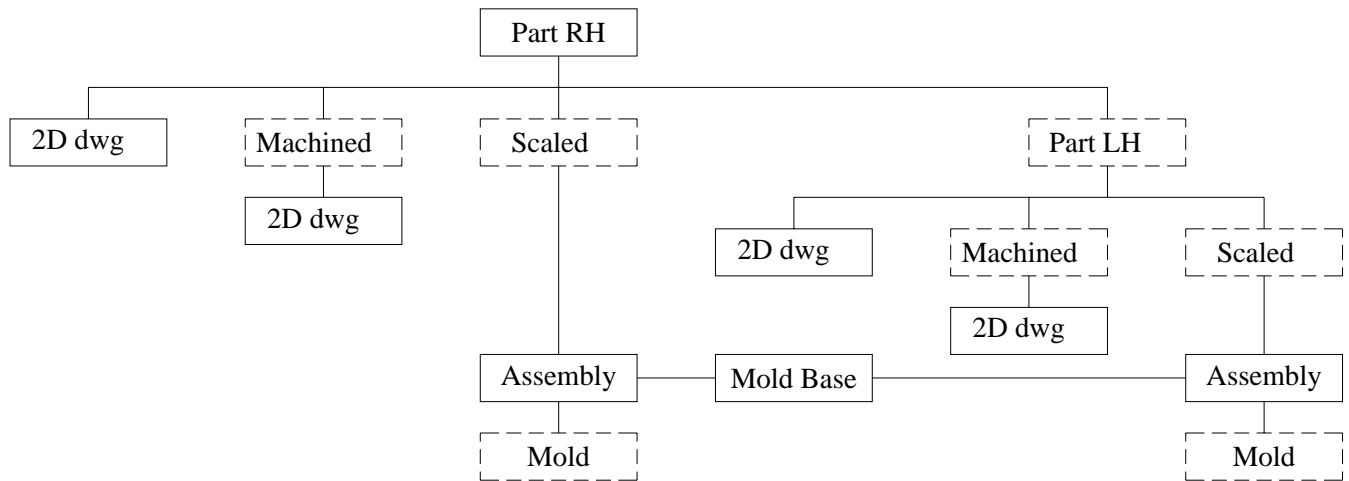 Part RH
2D dwg
Machined
Scaled
Part LH
2D dwg
2D dwg
Machined
Scaled
2D dwg
Assembly
Mold Base
Assembly
Mold
Mold